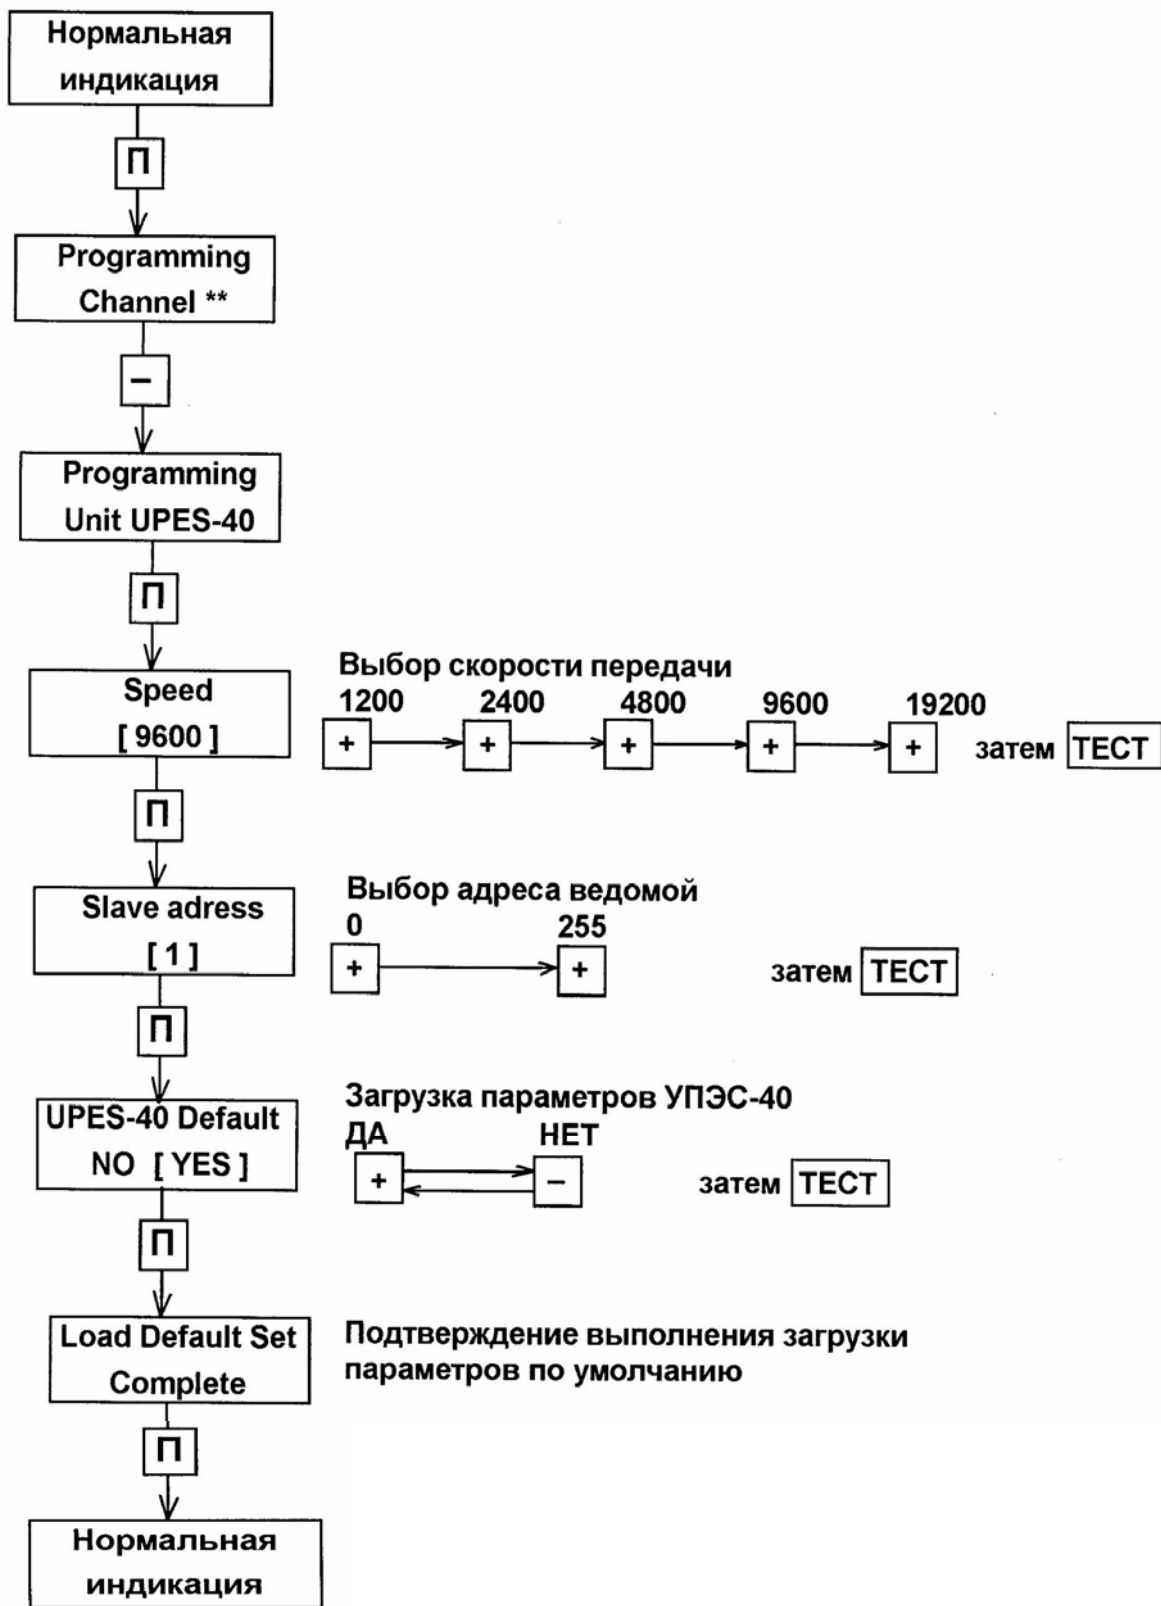 Нормальная
индикация
П
Programming
Channel **
–
Programming
Unit UPES-40
П
Speed
[ 9600 ]
Выбор скорости передачи
1200 2400 4800 9600 19200
+ + + + + затем ТЕСТ
П
Slave adress
[ 1 ]
Выбор адреса ведомой
0 255
+ + затем ТЕСТ
П
UPES-40 Default
NO [ YES ]
Загрузка параметров УПЭС-40
ДА НЕТ
+ – затем ТЕСТ
П
Load Default Set
Complete
Подтверждение выполнения загрузки
параметров по умолчанию
П
Нормальная
индикация